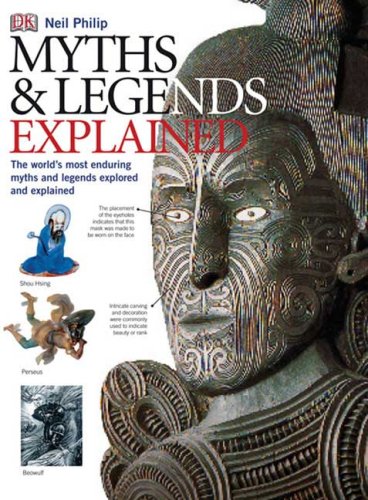 DK Neil Philip
MYTHS
& LEGENDS
EXPLAINED
The world's most enduring
myths and legends explored
and explained
The placement
of the eyeholes
indicates that this
mask was made to
be worn on the face
Shou Hsing
Intricate carving
and decoration
were commonly
used to indicate
beauty or rank
Perseus
Beowulf